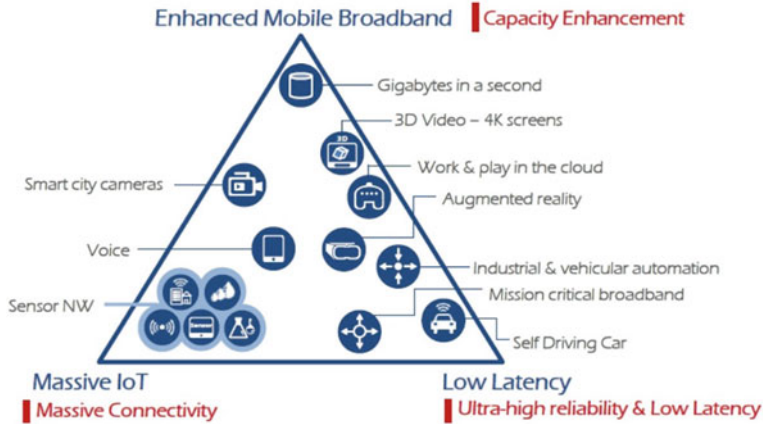 Enhanced Mobile Broadband
Capacity Enhancement
Gigabytes in a second
3D Video – 4K screens
3D
Work & play in the cloud
Smart city cameras
Augmented reality
Voice
Industrial & vehicular automation
Mission critical broadband
Sensor NW
Self Driving Car
Massive IoT
Low Latency
Massive Connectivity
Ultra-high reliability & Low Latency